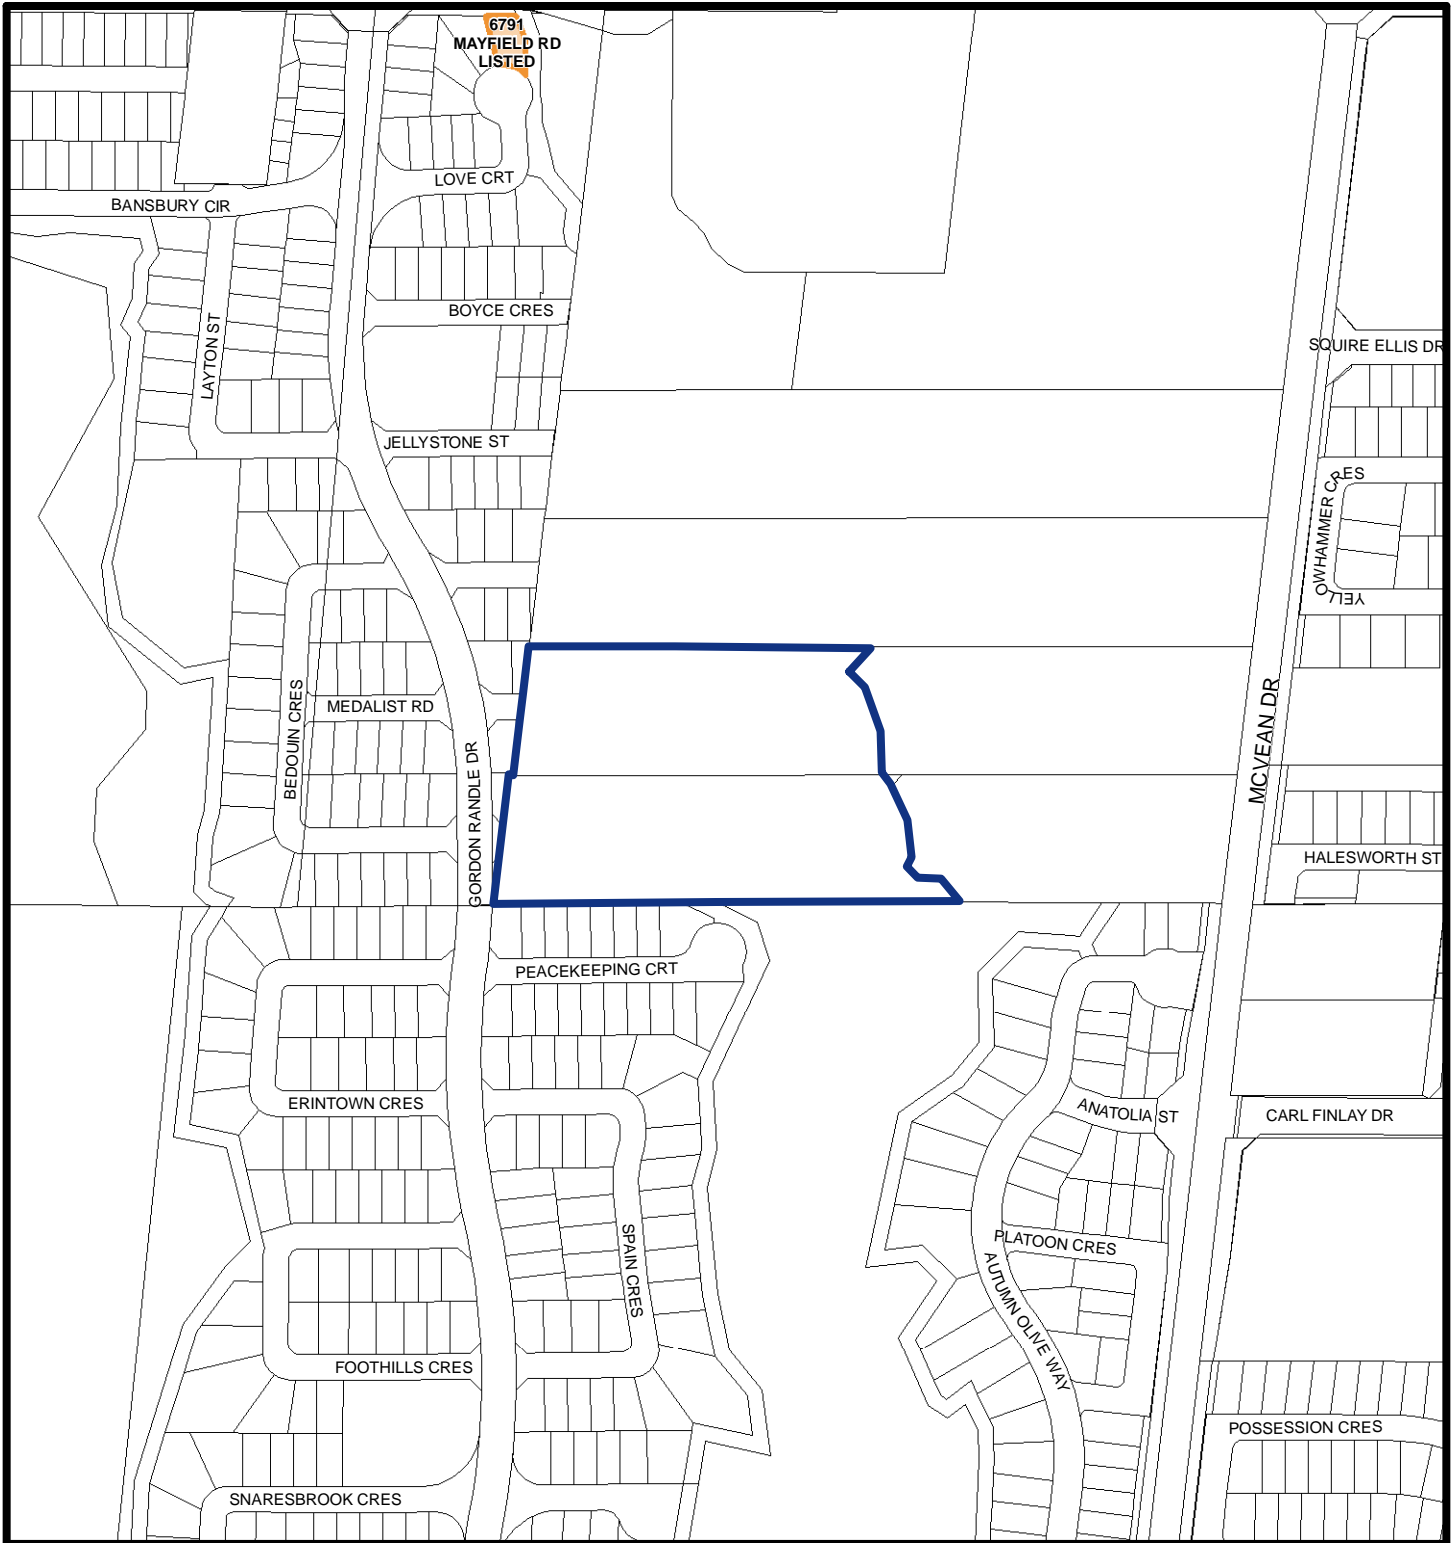 6791
MAYFIELD RD
LISTED
LOVE CRT
BANSBURY CIR
BOYCE CRES
LAYTON ST
SQUIRE ELLIS DR
JELLYSTONE ST
YELLOWHAMMER CRES
BEDOUIN CRES
MEDALIST RD
MCVEAN DR
GORDON RANDLE DR
HALESWORTH ST
PEACEKEEPING CRT
ERINTOWN CRES
ANATOLIA ST
CARL FINLAY DR
SPAIN CRES
PLATOON CRES
AUTUMN OLIVE WAY
FOOTHILLS CRES
POSSESSION CRES
SNARESBROOK CRES